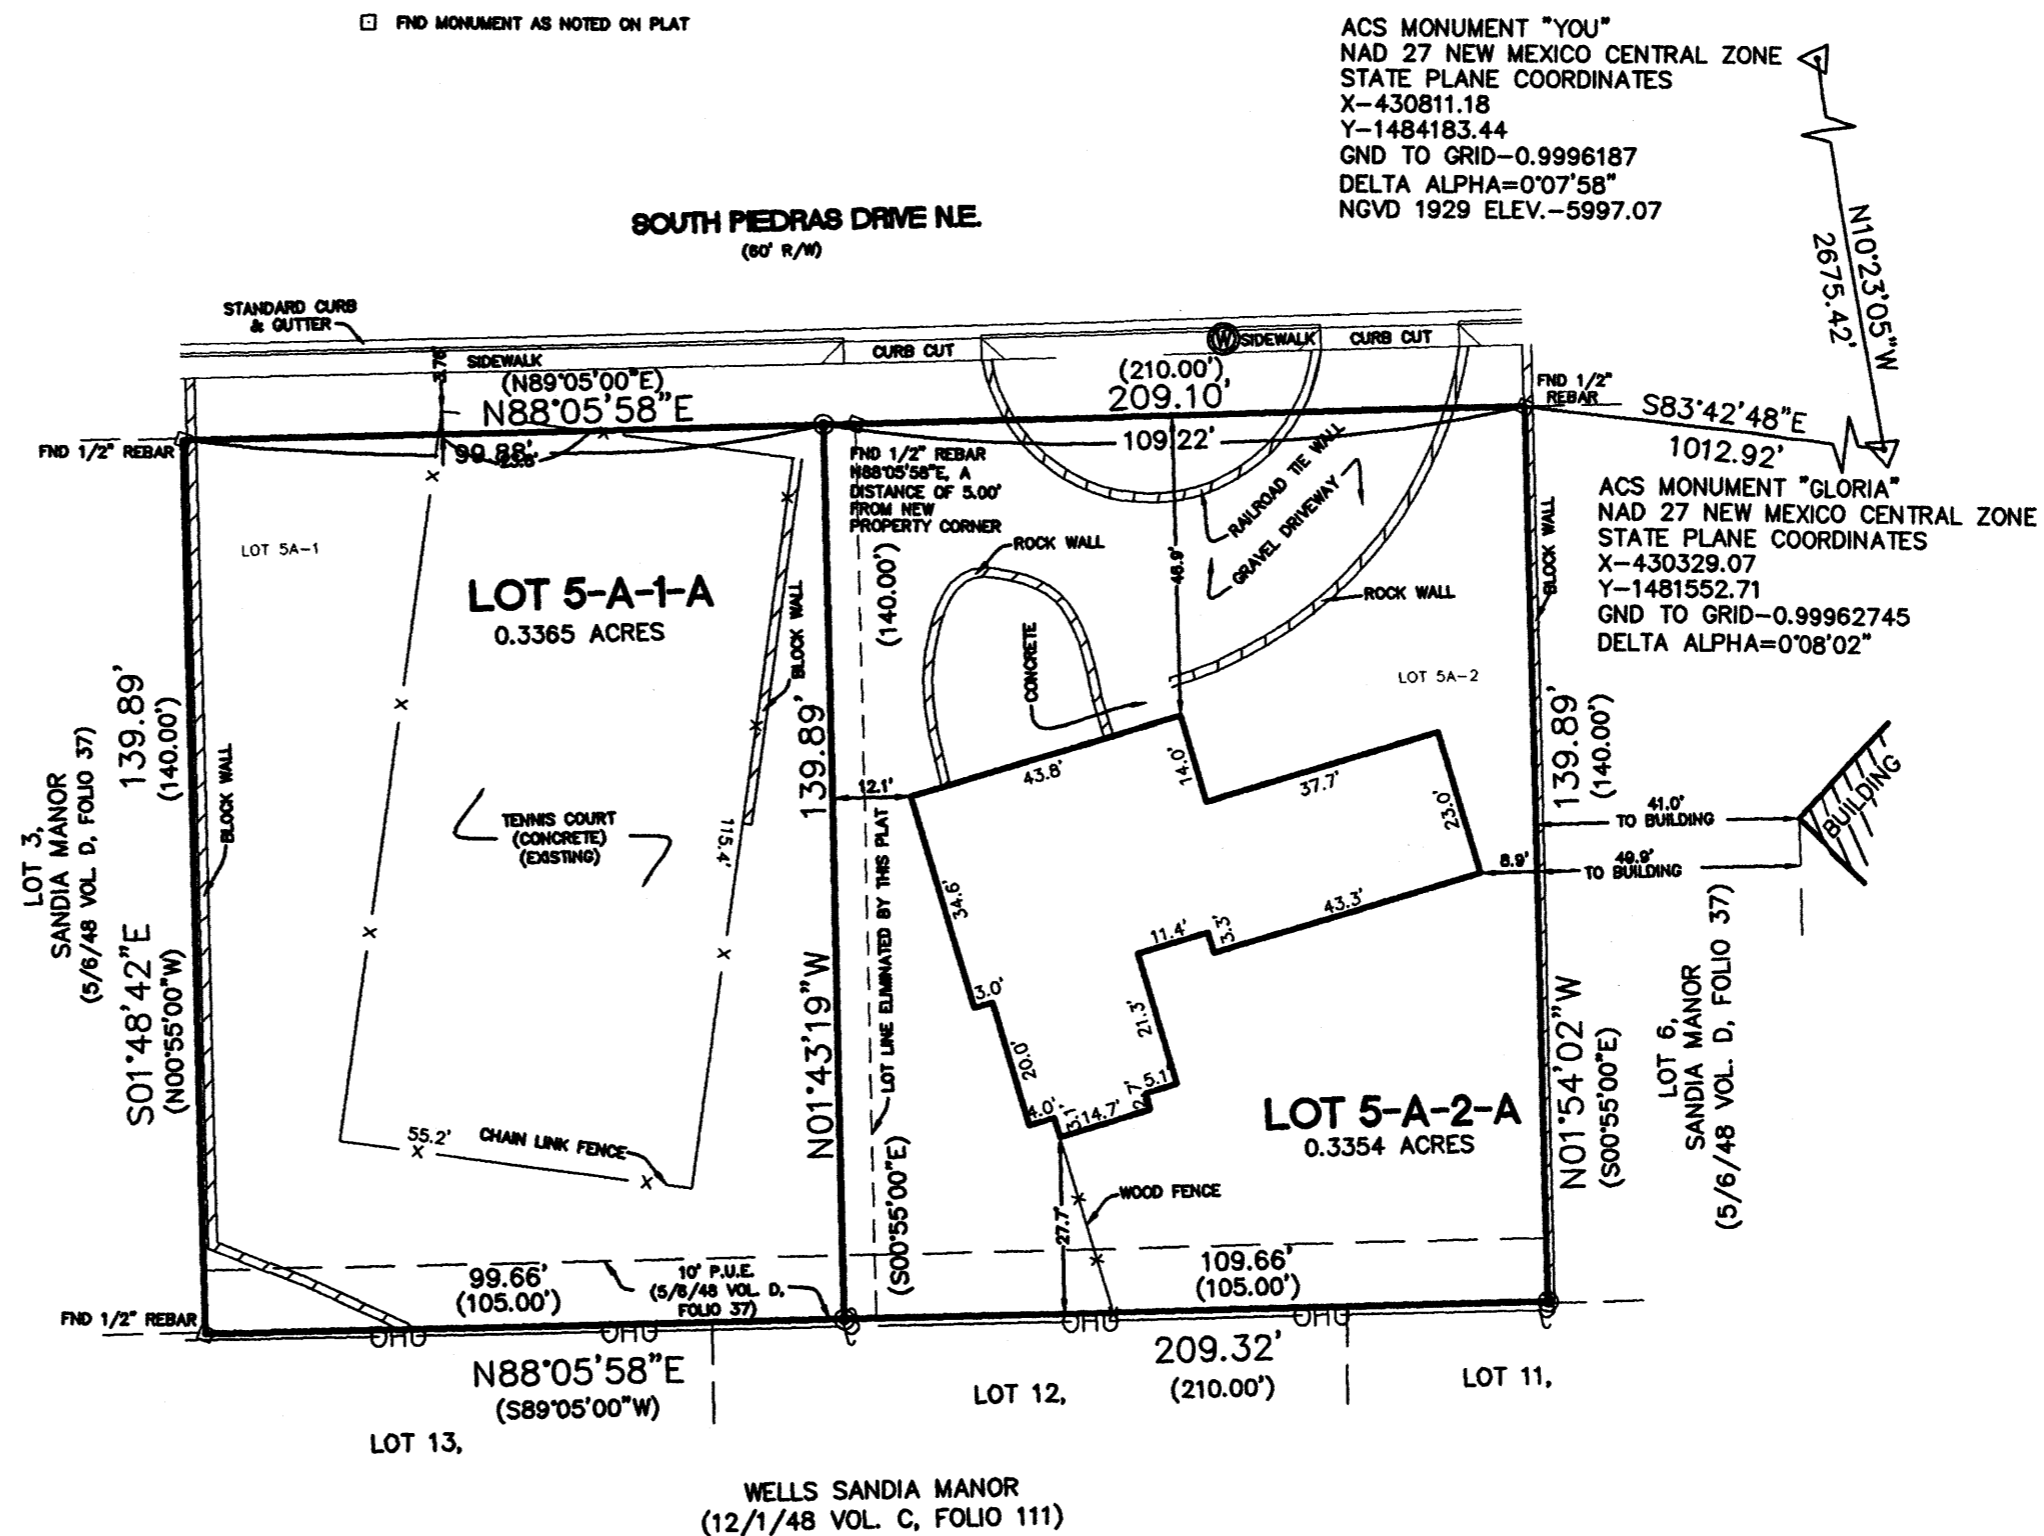 FND MONUMENT AS NOTED ON PLAT
ACS MONUMENT "YOU"
NAD 27 NEW MEXICO CENTRAL ZONE
STATE PLANE COORDINATES
X-430811.18
Y-1484183.44
GND TO GRID-0.9996187
DELTA ALPHA=0°07'58"
NGVD 1929 ELEV.-5997.07
N10°23'05"W
2675.42'
SOUTH PIEDRAS DRIVE N.E.
(60' R/W)
STANDARD CURB
& GUTTER
SIDEWALK
CURB CUT
W
SIDEWALK
CURB CUT
(N89°05'00"E)
N88°05'58"E
(210.00')
209.10'
FND 1/2"
REBAR
S83°42'48"E
1012.92'
FND 1/2" REBAR
99.88'
109.22'
FND 1/2" REBAR
N88°05'58"E, A
DISTANCE OF 5.00'
FROM NEW
PROPERTY CORNER
RAILROAD TIE WALL
GRAVEL DRIVEWAY
ACS MONUMENT "GLORIA"
NAD 27 NEW MEXICO CENTRAL ZONE
STATE PLANE COORDINATES
X-430329.07
Y-1481552.71
GND TO GRID-0.99962745
DELTA ALPHA=0°08'02"
BLOCK WALL
LOT 5A-1
LOT 5-A-1-A
0.3365 ACRES
ROCK WALL
(140.00')
46.9'
ROCK WALL
BLOCK WALL
CONCRETE
LOT 5A-2
139.89'
(140.00')
LOT 3,
SANDIA MANOR
(5/6/48 VOL. D, FOLIO 37)
BLOCK WALL
139.89'
139.89'
(140.00')
43.8'
14.0'
37.7'
23.0'
12.1'
41.0'
TO BUILDING
BUILDING
8.9'
49.9'
TO BUILDING
TENNIS COURT
(CONCRETE)
(EXISTING)
115.4'
34.6'
43.3'
11.4'
3.3'
LOT LINE ELIMINATED BY THIS PLAT
S01°48'42"E
(N00°55'00"W)
N01°43'19"W
3.0'
21.3'
20.0'
5.1'
2.7'
4.0'
3.1'
14.7'
LOT 5-A-2-A
0.3354 ACRES
N01°54'02"W
(S00°55'00"E)
LOT 6,
SANDIA MANOR
(5/6/48 VOL. D, FOLIO 37)
55.2'
CHAIN LINK FENCE
(S00°55'00"E)
WOOD FENCE
27.7'
99.66'
(105.00')
10' P.U.E.
(5/6/48 VOL. D,
FOLIO 37)
109.66'
(105.00')
FND 1/2" REBAR
OHU
OHU
OHU
OHU
N88°05'58"E
(S89°05'00"W)
209.32'
(210.00')
LOT 13,
LOT 12,
LOT 11,
WELLS SANDIA MANOR
(12/1/48 VOL. C, FOLIO 111)